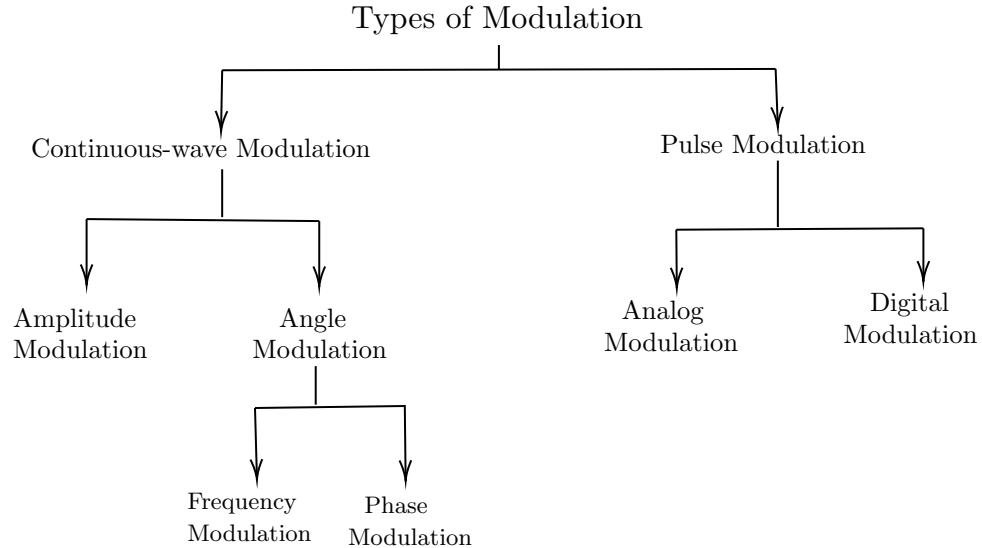 Types of Modulation
Continuous-wave Modulation
Pulse Modulation
Amplitude
Modulation
Angle
Modulation
Analog
Modulation
Digital
Modulation
Frequency
Modulation
Phase
Modulation